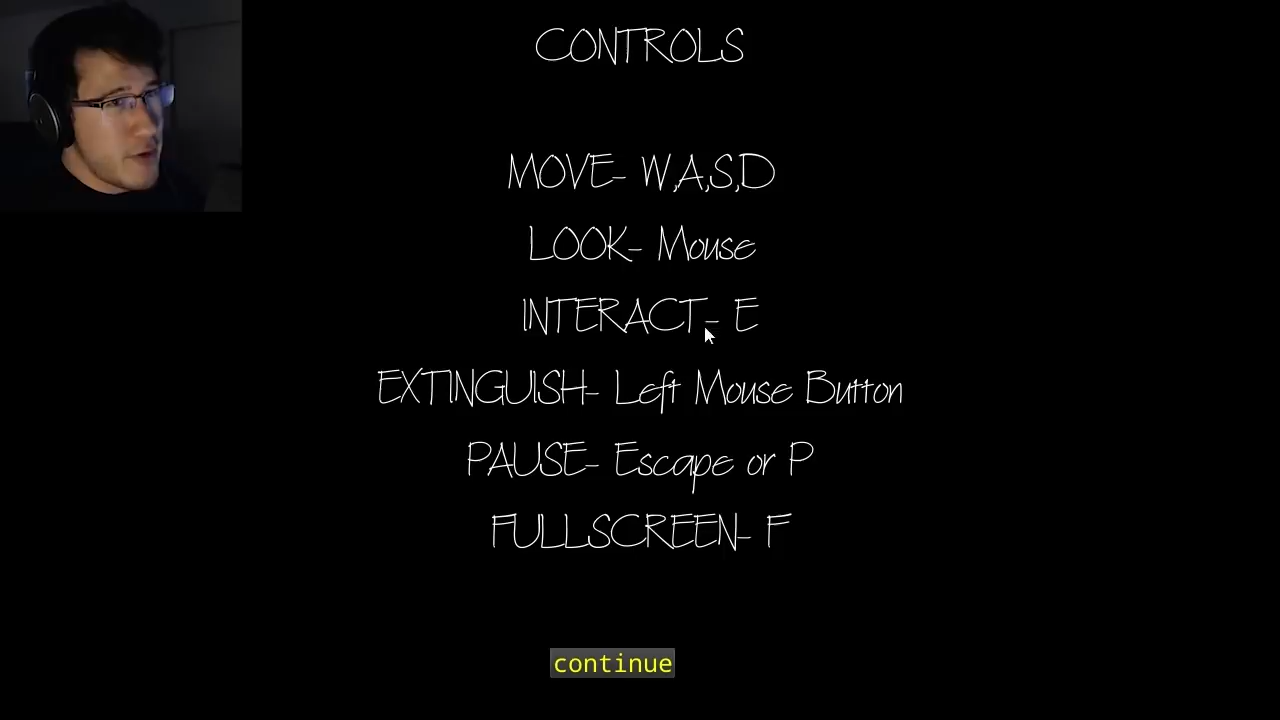 CONTROLS
MOVE- W,A,S,D
LOOK- Mouse
INTERACT- E
EXTINGUISH- Left Mouse Button
PAUSE- Escape or P
FULLSCREEN- F
continue